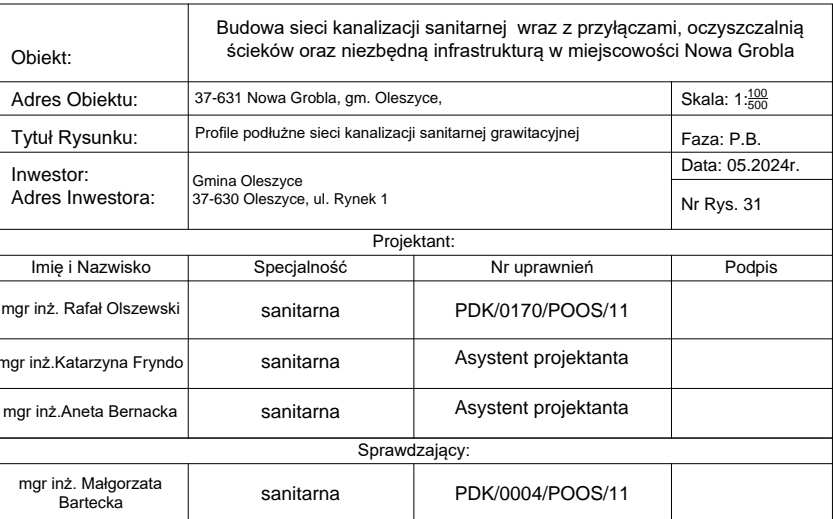 Obiekt:
Budowa sieci kanalizacji sanitarnej wraz z przyłączami, oczyszczalnią
ścieków oraz niezbędną infrastrukturą w miejscowości Nowa Grobla
Adres Obiektu:
37-631 Nowa Grobla, gm. Oleszyce,
Skala: 1:100/500
Tytuł Rysunku:
Profile podłużne sieci kanalizacji sanitarnej grawitacyjnej
Faza: P.B.
Inwestor:
Adres Inwestora:
Gmina Oleszyce
37-630 Oleszyce, ul. Rynek 1
Data: 05.2024r.
Nr Rys. 31
Projektant:
Imię i Nazwisko Specjalność Nr uprawnień Podpis
mgr inż. Rafał Olszewski sanitarna PDK/0170/POOS/11
mgr inż.Katarzyna Fryndo sanitarna Asystent projektanta
mgr inż.Aneta Bernacka sanitarna Asystent projektanta
Sprawdzający:
mgr inż. Małgorzata
Bartecka
sanitarna PDK/0004/POOS/11